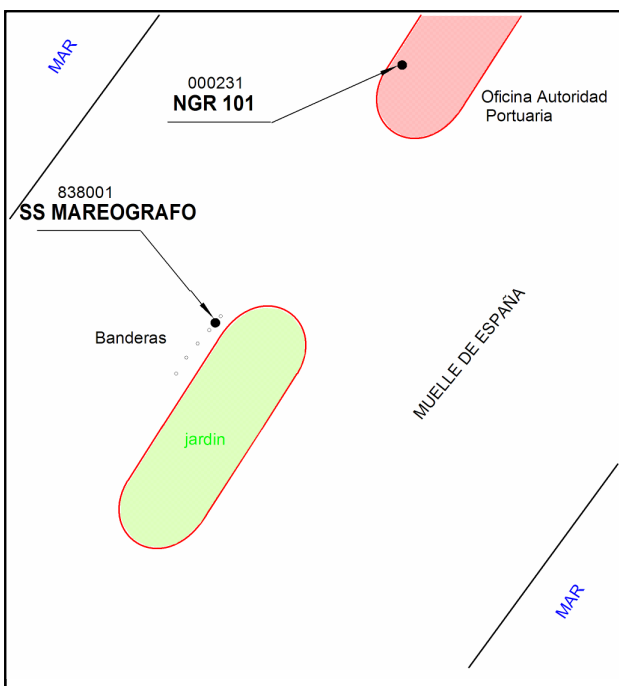 MAR
000231
NGR 101
Oficina Autoridad
Portuaria
838001
SS MAREOGRAFO
Banderas
MUELLE DE ESPAÑA
jardin
MAR